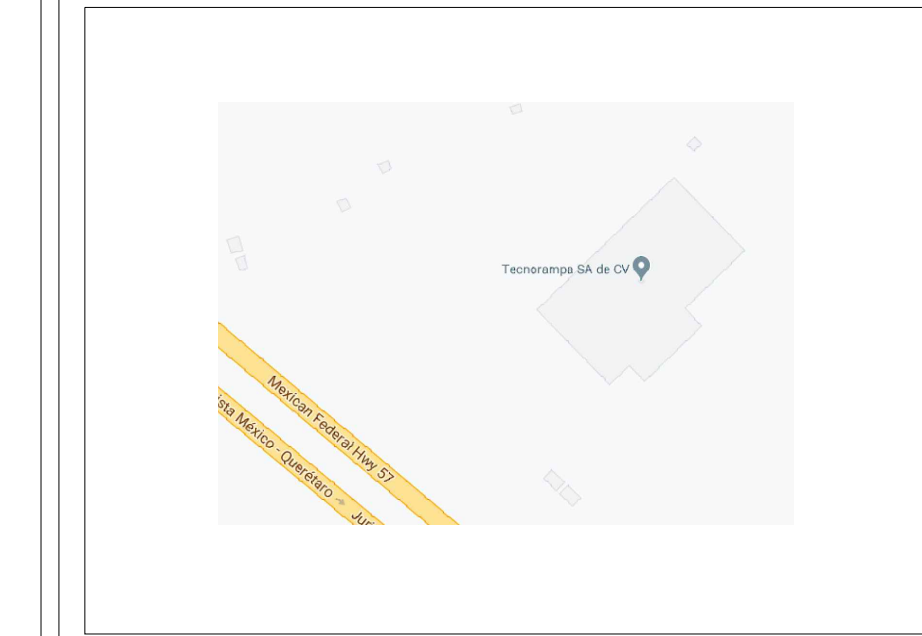 Tecnorampa SA de CV
Mexican Federal Hwy 57
ista México - Querétaro